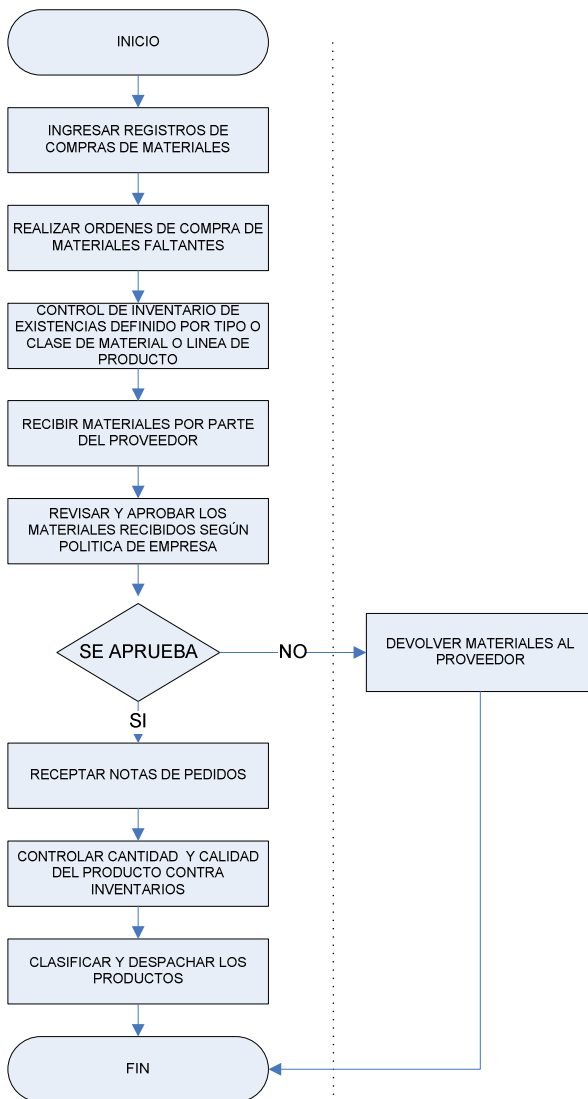 INICIO
INGRESAR REGISTROS DE
COMPRAS DE MATERIALES
REALIZAR ORDENES DE COMPRA DE
MATERIALES FALTANTES
CONTROL DE INVENTARIO DE
EXISTENCIAS DEFINIDO POR TIPO O
CLASE DE MATERIAL O LINEA DE
PRODUCTO
RECIBIR MATERIALES POR PARTE
DEL PROVEEDOR
REVISAR Y APROBAR LOS
MATERIALES RECIBIDOS SEGÚN
POLITICA DE EMPRESA
SE APRUEBA
NO
DEVOLVER MATERIALES AL
PROVEEDOR
SI
RECEPTAR NOTAS DE PEDIDOS
CONTROLAR CANTIDAD Y CALIDAD
DEL PRODUCTO CONTRA
INVENTARIOS
CLASIFICAR Y DESPACHAR LOS
PRODUCTOS
FIN